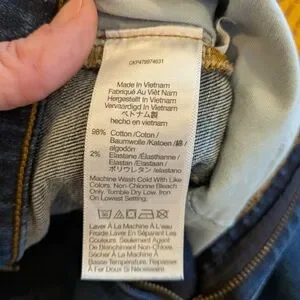 Made In Vietnam
Fabriqué Au Viêt Nam
Hergestellt In Vietnam
Vervaardigd In Vietnam
ベトナム製
hecho en vietnam
98% Cotton /Coton /
Baumwolle /Katoen /綿 /
algodón
2% Elastane /Elasthanne /
Elastan /Elastaan /
ポリウレタン /elastano
Machine Wash Cold With Like
Colors. Non-Chlorine Bleach
Only. Tumble Dry Low. Iron
On Lowest Setting.
Laver À La Machine À L'eau
Froide Laver En Séparant Les
Couleurs. Seulement Agent
De Blanchiment Non-Chlore.
Sécher À La Machine À
Basse Température. Repasser
À Fer Doux Si Nécessaire.